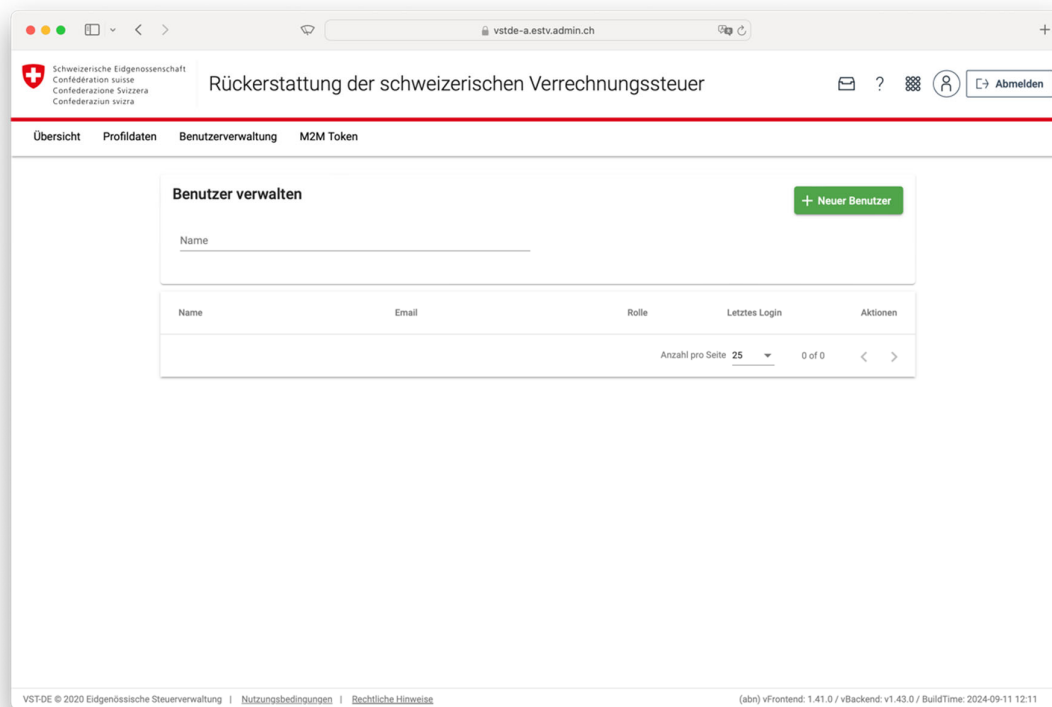 vstde-a.estv.admin.ch
Schweizerische Eidgenossenschaft
Confédération suisse
Confederazione Svizzera
Confederaziun svizra
Rückerstattung der schweizerischen Verrechnungssteuer
?
Abmelden
Übersicht Profildaten Benutzerverwaltung M2M Token
Benutzer verwalten
+ Neuer Benutzer
Name
Name Email Rolle Letztes Login Aktionen
Anzahl pro Seite 25 0 of 0
VST-DE © 2020 Eidgenössische Steuerverwaltung | Nutzungsbedingungen | Rechtliche Hinweise (abn) vFrontend: 1.41.0 / vBackend: v1.43.0 / BuildTime: 2024-09-11 12:11